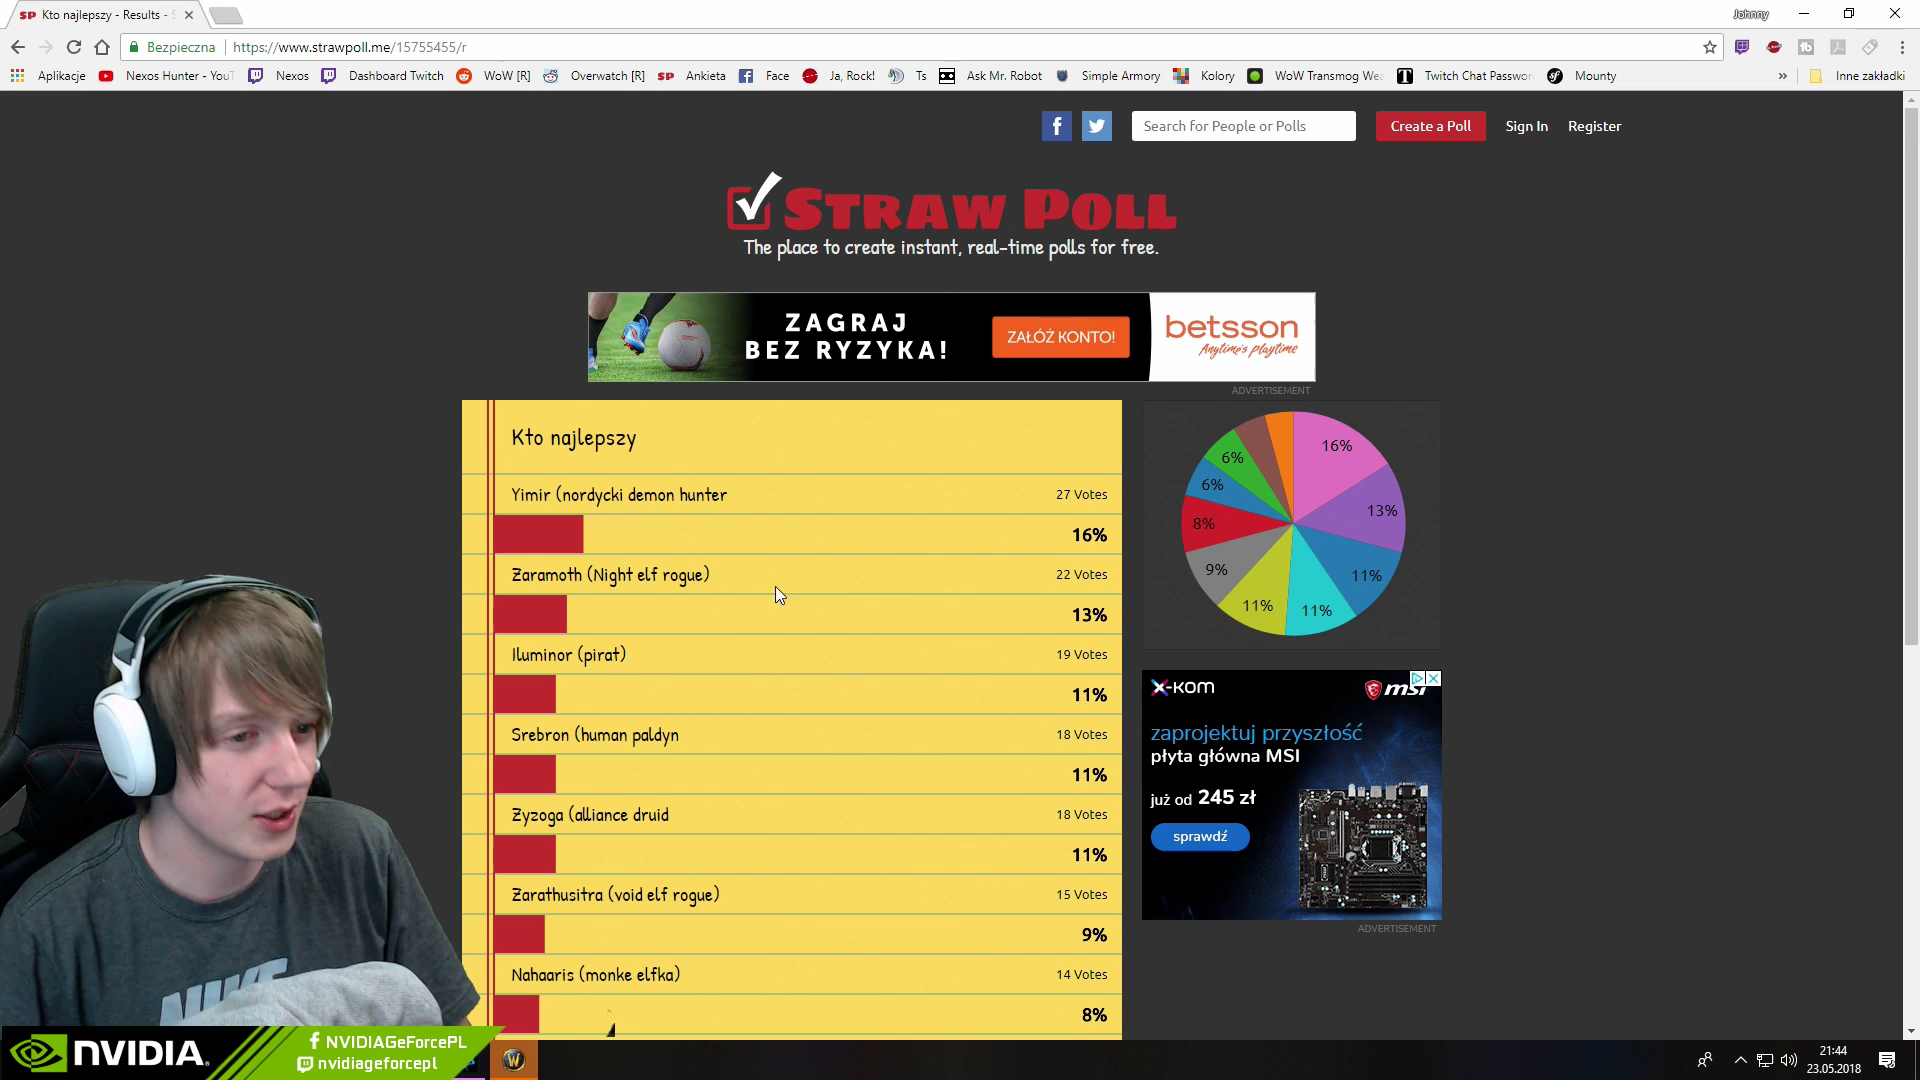 Kto najlepszy - Results -
Johnny
Bezpieczna
https://www.strawpoll.me/15755455/r
Aplikacje
Nexos Hunter - YouT
Nexos
Dashboard Twitch
WoW [R]
Overwatch [R]
SP Ankieta
Face
Ja, Rock!
Ts
Ask Mr. Robot
Simple Armory
Kolory
WoW Transmog Wea
Twitch Chat Passwor
Mounty
»
Inne zakładki
Search for People or Polls
Create a Poll
Sign In
Register
STRAW POLL
The place to create instant, real-time polls for free.
ZAGRAJ
BEZ RYZYKA!
ZAŁÓŻ KONTO!
betsson
Anytime's playtime
ADVERTISEMENT
Kto najlepszy
Yimir (nordycki demon hunter
27 Votes
16%
Zaramoth (Night elf rogue)
22 Votes
13%
Iluminor (pirat)
19 Votes
11%
Srebron (human paldyn
18 Votes
11%
Zyzoga (alliance druid
18 Votes
11%
Zarathusitra (void elf rogue)
15 Votes
9%
Nahaaris (monke elfka)
14 Votes
8%
16%
13%
11%
11%
11%
9%
8%
6%
6%
X-KOM
msi
zaprojektuj przyszłość
płyta główna MSI
już od 245 zł
sprawdź
ADVERTISEMENT
NIKE
NVIDIA.
NVIDIAGeForcePL
nvidiageforcepl
21:44
23.05.2018